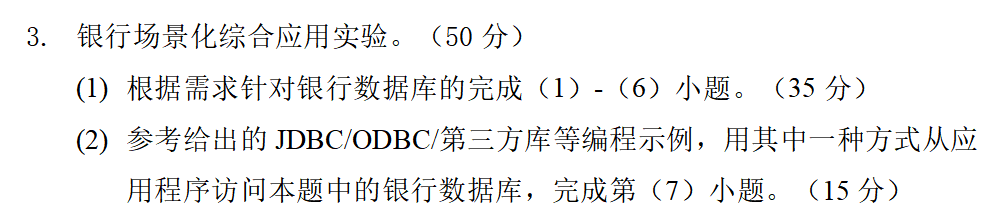 3. 银行场景化综合应用实验。（50 分）
(1) 根据需求针对银行数据库的完成（1）-（6）小题。（35 分）
(2) 参考给出的 JDBC/ODBC/第三方库等编程示例，用其中一种方式从应
用程序访问本题中的银行数据库，完成第（7）小题。（15 分）